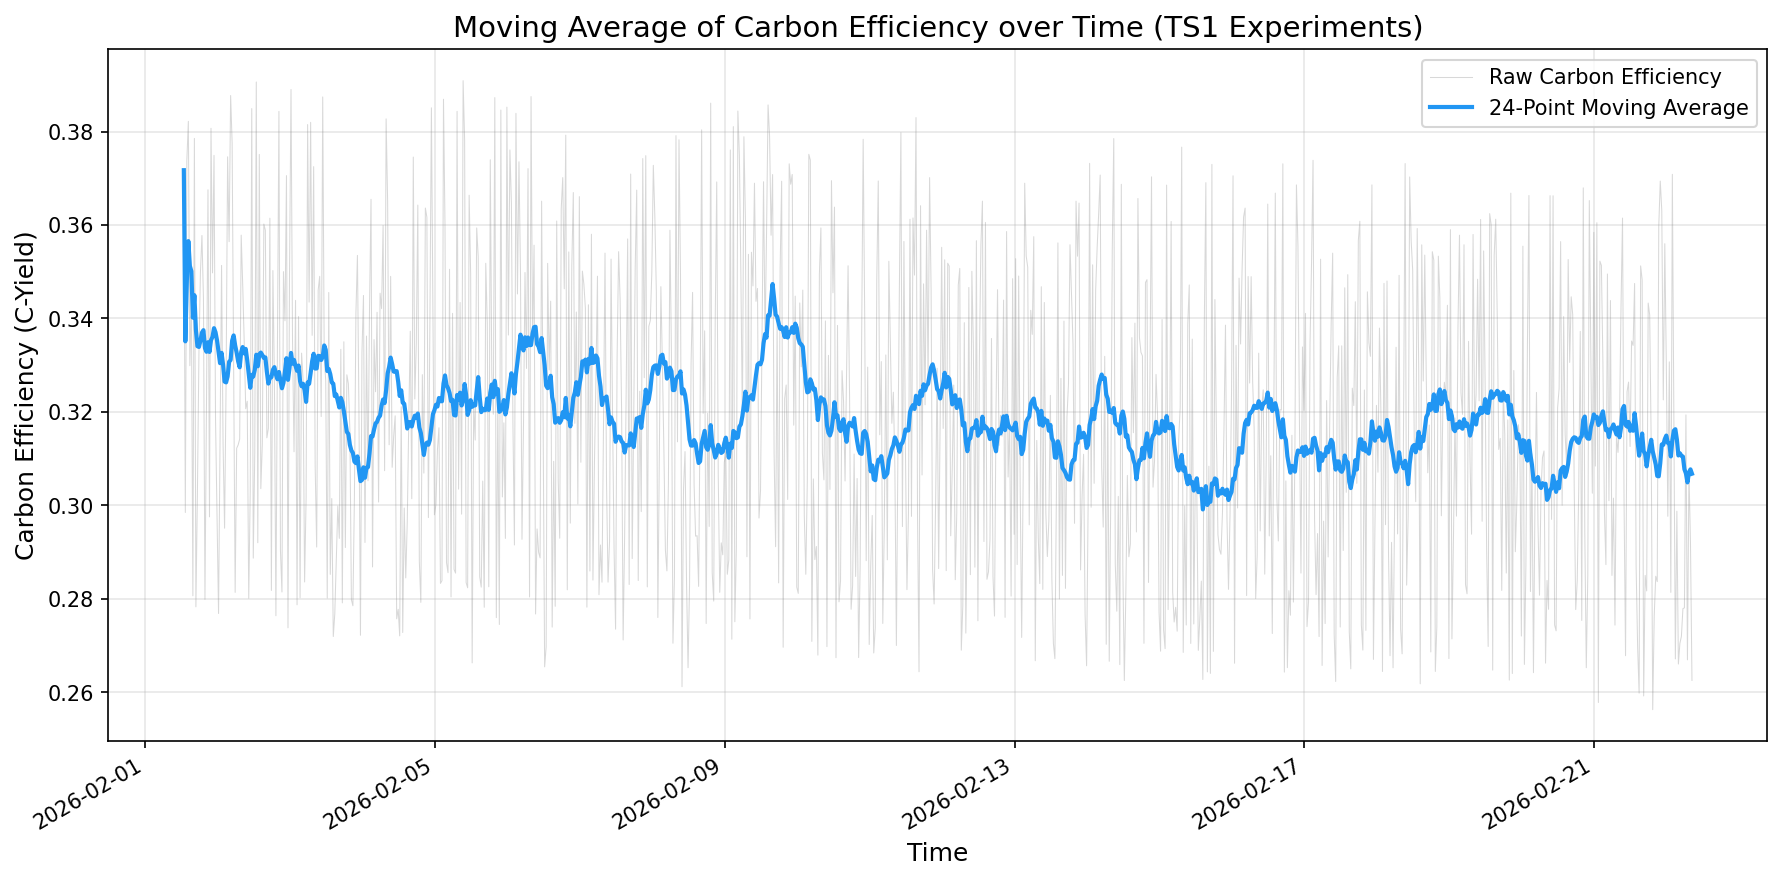 Moving Average of Carbon Efficiency over Time (TS1 Experiments)
Raw Carbon Efficiency
24-Point Moving Average
Carbon Efficiency (C-Yield)
0.38
0.36
0.34
0.32
0.30
0.28
0.26
2026-02-01
2026-02-05
2026-02-09
2026-02-13
2026-02-17
2026-02-21
Time